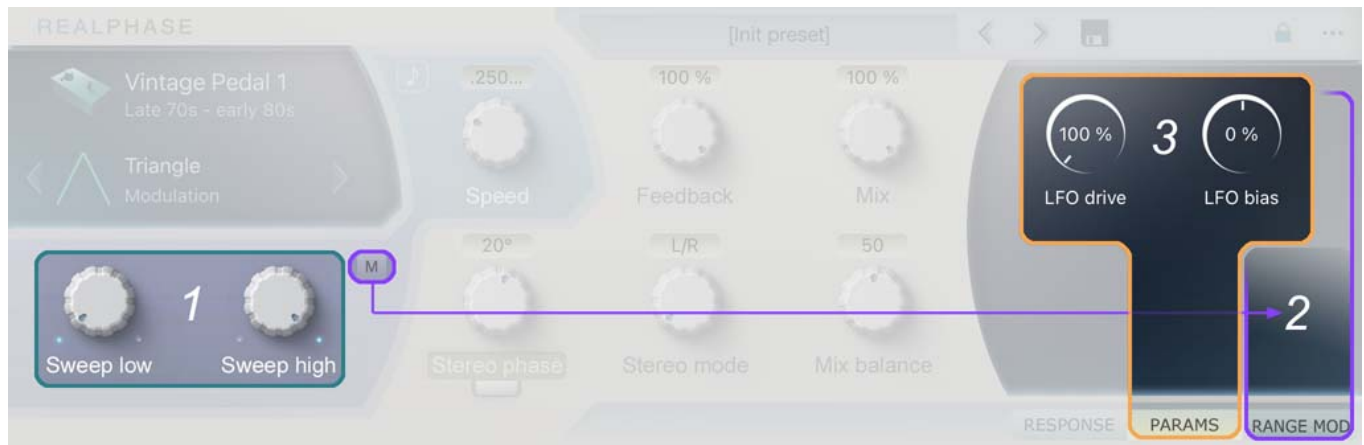 REALPHASE
[Init preset]
...
Vintage Pedal 1
Late 70s - early 80s
Triangle
Modulation
.250...
Speed
100 %
Feedback
100 %
Mix
100 %
LFO drive
3
0 %
LFO bias
1
Sweep low
Sweep high
M
20°
Stereo phase
L/R
Stereo mode
50
Mix balance
2
RESPONSE
PARAMS
RANGE MOD